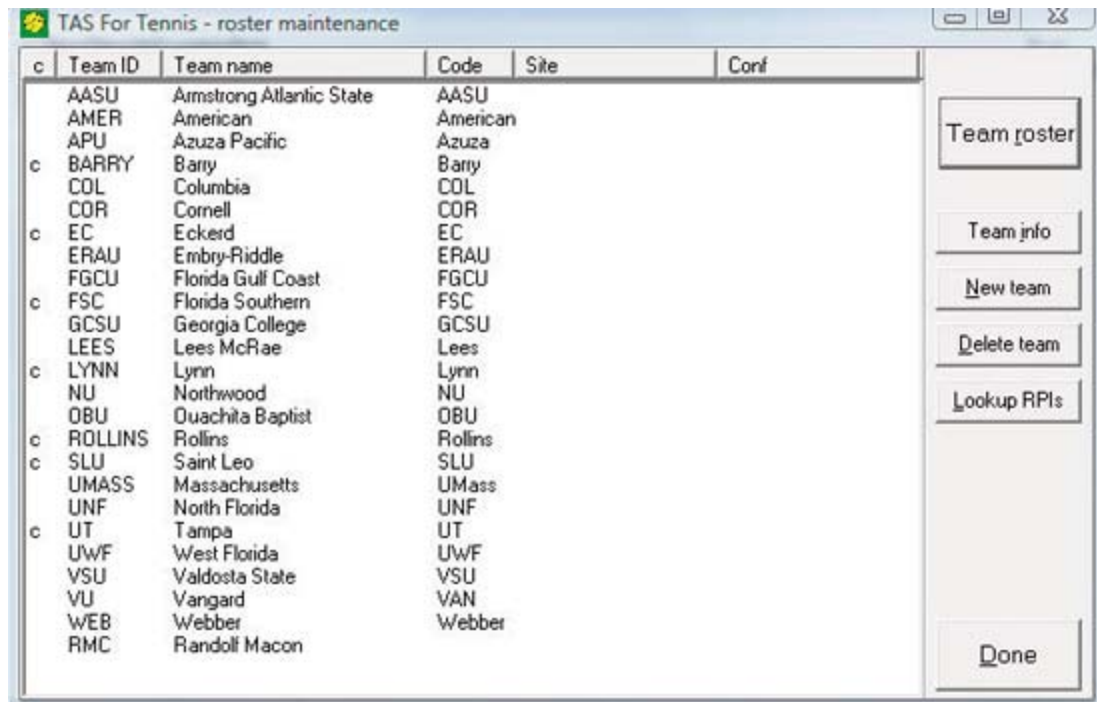 TAS For Tennis - roster maintenance
c Team ID Team name Code Site Conf
AASU Armstrong Atlantic State AASU
AMER American American
APU Azuza Pacific Azuza
c BARRY Barry Barry
COL Columbia COL
COR Cornell COR
c EC Eckerd EC
ERAU Embry-Riddle ERAU
FGCU Florida Gulf Coast FGCU
c FSC Florida Southern FSC
GCSU Georgia College GCSU
LEES Lees McRae Lees
c LYNN Lynn Lynn
NU Northwood NU
OBU Ouachita Baptist OBU
c ROLLINS Rollins Rollins
c SLU Saint Leo SLU
UMASS Massachusetts UMass
UNF North Florida UNF
c UT Tampa UT
UWF West Florida UWF
VSU Valdosta State VSU
VU Vangard VAN
WEB Webber Webber
RMC Randolf Macon
Team roster
Team info
New team
Delete team
Lookup RPIs
Done